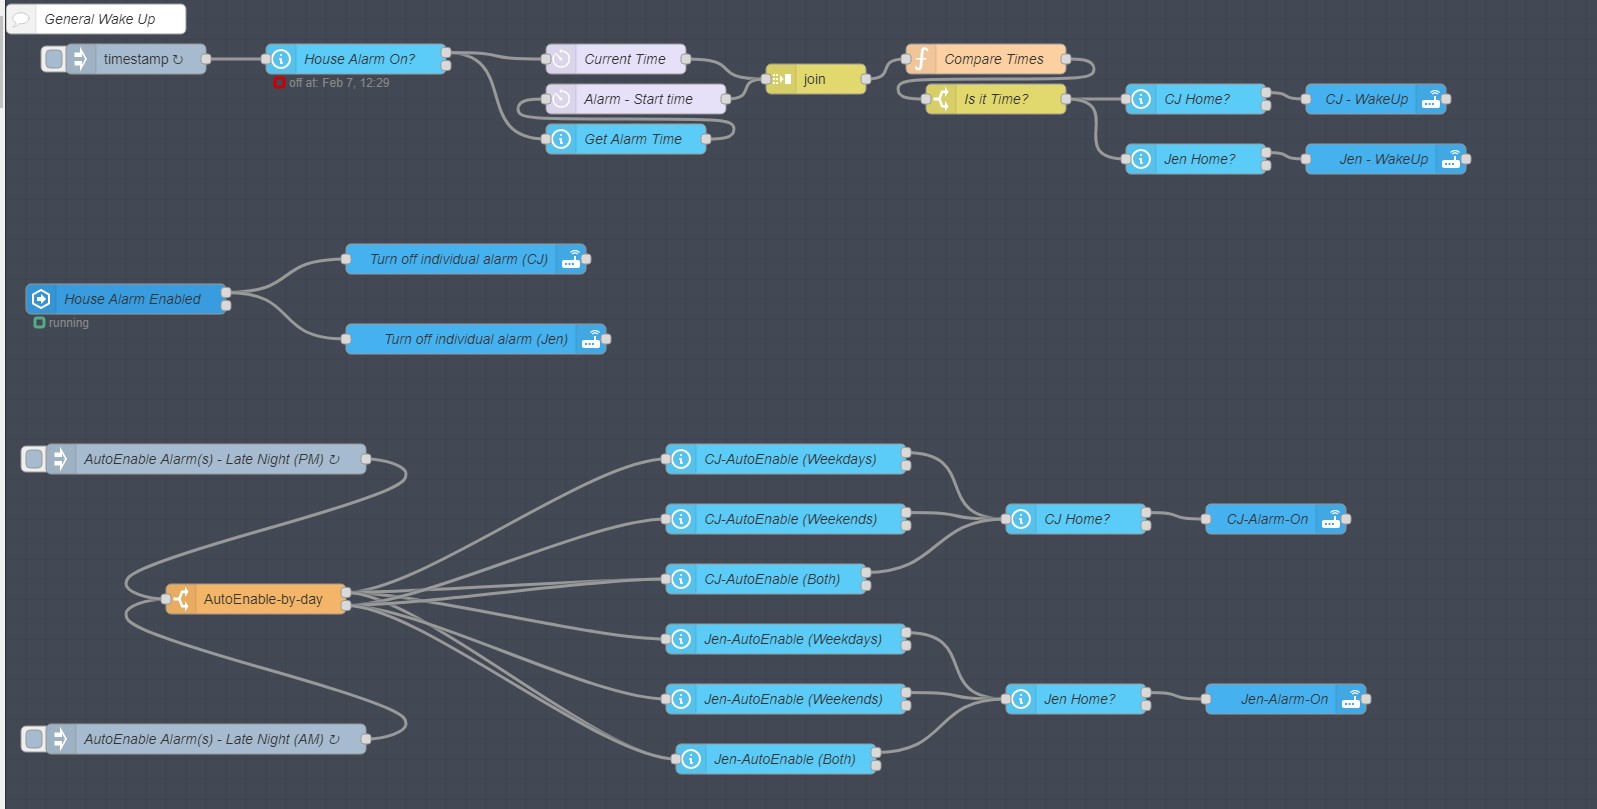 General Wake Up
timestamp ↻
House Alarm On?
off at: Feb 7, 12:29
Current Time
Alarm - Start time
Get Alarm Time
join
Compare Times
Is it Time?
CJ Home?
CJ - WakeUp
Jen Home?
Jen - WakeUp
Turn off individual alarm (CJ)
House Alarm Enabled
running
Turn off individual alarm (Jen)
AutoEnable Alarm(s) - Late Night (PM) ↻
CJ-AutoEnable (Weekdays)
CJ-AutoEnable (Weekends)
CJ Home?
CJ-Alarm-On
CJ-AutoEnable (Both)
AutoEnable-by-day
Jen-AutoEnable (Weekdays)
Jen-AutoEnable (Weekends)
Jen Home?
Jen-Alarm-On
AutoEnable Alarm(s) - Late Night (AM) ↻
Jen-AutoEnable (Both)